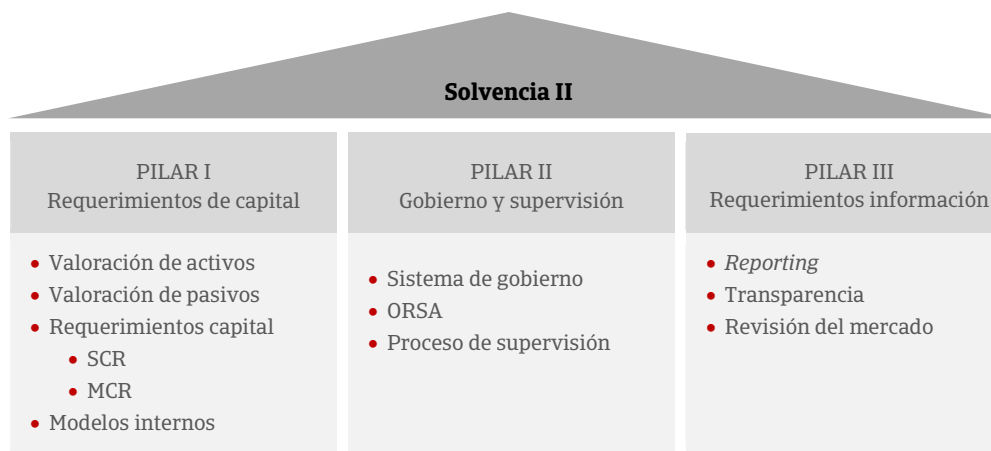 Solvencia II
PILAR I
Requerimientos de capital
• Valoración de activos
• Valoración de pasivos
• Requerimientos capital
• SCR
• MCR
• Modelos internos
PILAR II
Gobierno y supervisión
• Sistema de gobierno
• ORSA
• Proceso de supervisión
PILAR III
Requerimientos información
• Reporting
• Transparencia
• Revisión del mercado